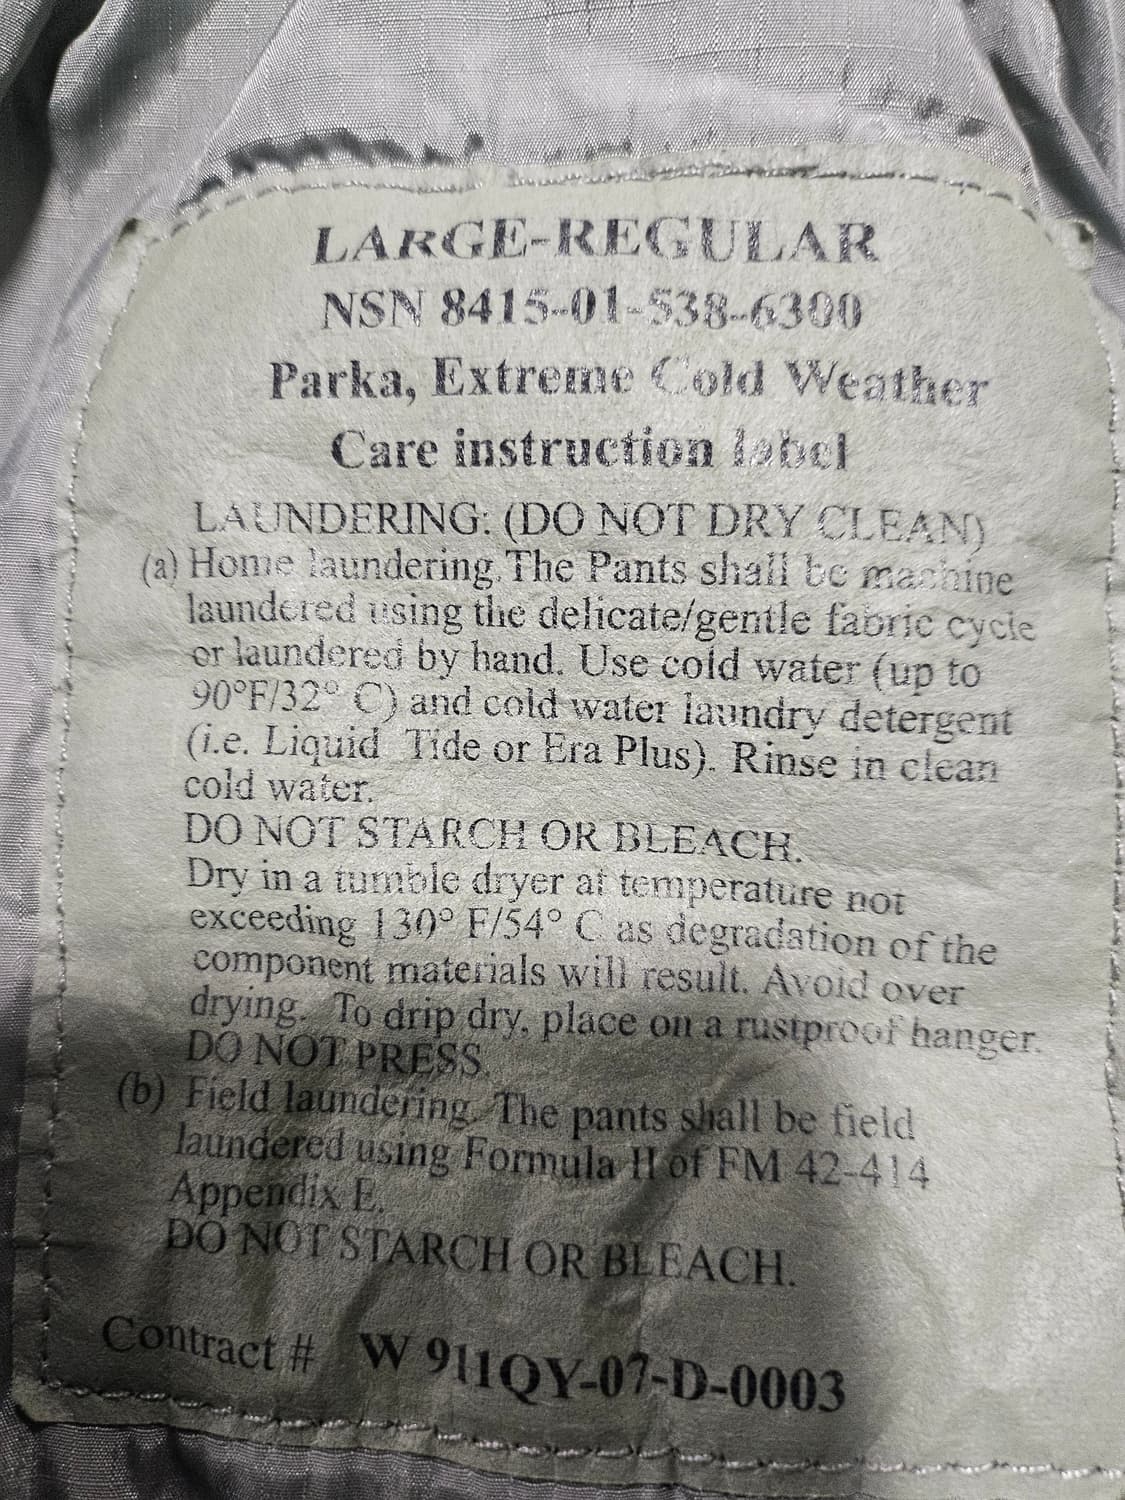 LARGE-REGULAR
NSN 8415-01-538-6300
Parka, Extreme Cold Weather
Care instruction label
LAUNDERING: (DO NOT DRY CLEAN)
(a) Home laundering. The Pants shall be machine
laundered using the delicate/gentle fabric cycle
or laundered by hand. Use cold water (up to
90°F/32° C) and cold water laundry detergent
(i.e. Liquid Tide or Era Plus). Rinse in clean
cold water.
DO NOT STARCH OR BLEACH.
Dry in a tumble dryer at temperature not
exceeding 130° F/54° C as degradation of the
component materials will result. Avoid over
drying. To drip dry, place on a rustproof hanger.
DO NOT PRESS.
(b) Field laundering. The pants shall be field
laundered using Formula II of FM 42-414
Appendix E.
DO NOT STARCH OR BLEACH.
Contract # W 911QY-07-D-0003